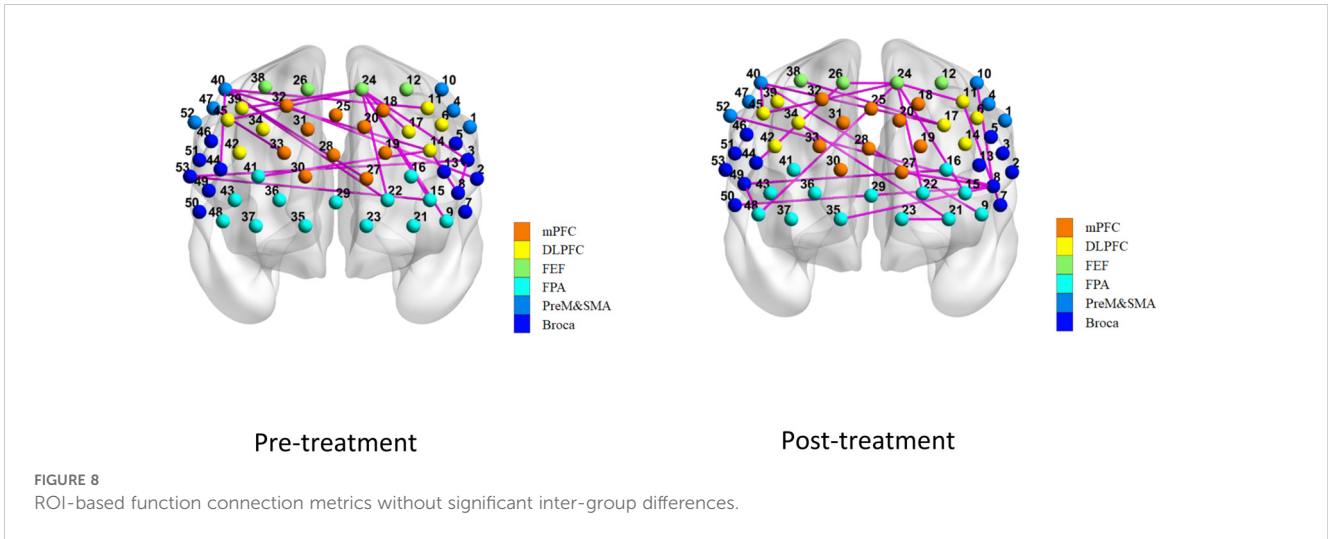 38 26 24 12 10
40 32 18 11 4
47 39 25 20 6 1
52 45 34 31 17 5
46 33 28 19 14 3
51 42 41 30 27 16 13 2
53 44 43 36 22 15 8
49 29 9 7
50 48 37 35 23 21
mPFC
DLPFC
FEF
FPA
PreM&SMA
Broca
Pre-treatment
38 26 24 12 10
40 32 18 11 4
47 39 25 20 6 1
52 45 34 31 17 5
46 33 28 19 14 3
51 42 41 30 27 16 13 2
53 44 43 36 22 15 8
49 29 9 7
50 48 37 35 23 21
mPFC
DLPFC
FEF
FPA
PreM&SMA
Broca
Post-treatment
FIGURE 8
ROI-based function connection metrics without significant inter-group differences.